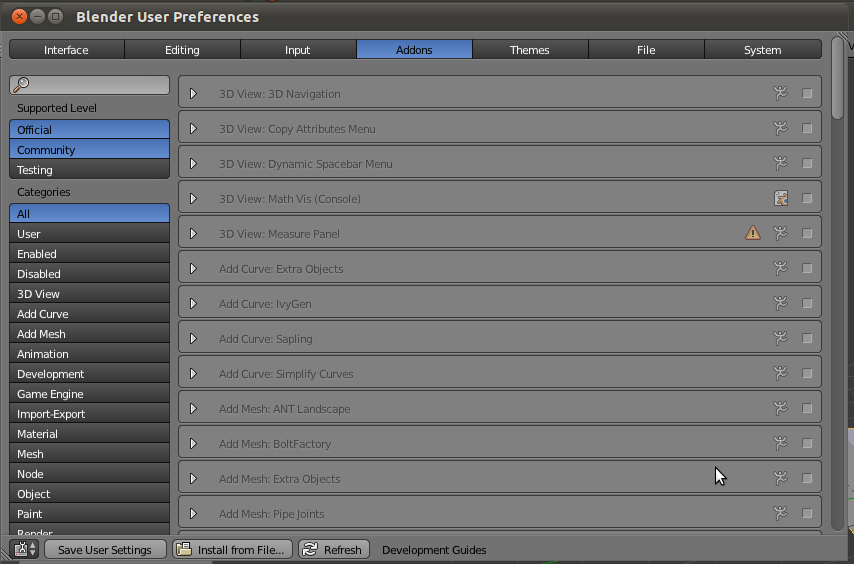 Blender User Preferences
Interface Editing Input Addons Themes File System
Supported Level
Official
Community
Testing
Categories
All
User
Enabled
Disabled
3D View
Add Curve
Add Mesh
Animation
Development
Game Engine
Import-Export
Material
Mesh
Node
Object
Paint
Render
3D View: 3D Navigation
3D View: Copy Attributes Menu
3D View: Dynamic Spacebar Menu
3D View: Math Vis (Console)
3D View: Measure Panel
Add Curve: Extra Objects
Add Curve: IvyGen
Add Curve: Sapling
Add Curve: Simplify Curves
Add Mesh: ANT Landscape
Add Mesh: BoltFactory
Add Mesh: Extra Objects
Add Mesh: Pipe Joints
Save User Settings Install from File... Refresh Development Guides